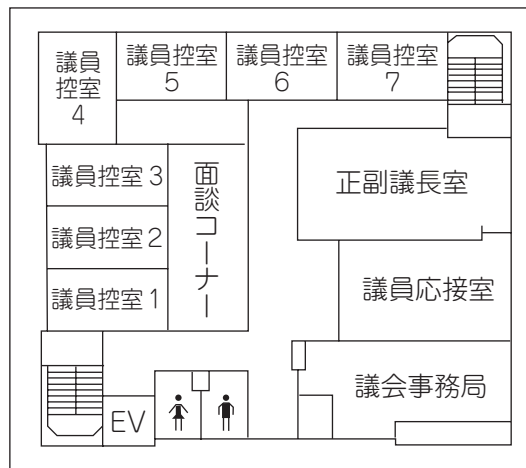 議員
控室
4
議員控室
5
議員控室
6
議員控室
7
議員控室3
議員控室2
議員控室1
面談コーナー
正副議長室
議員応接室
議会事務局
EV